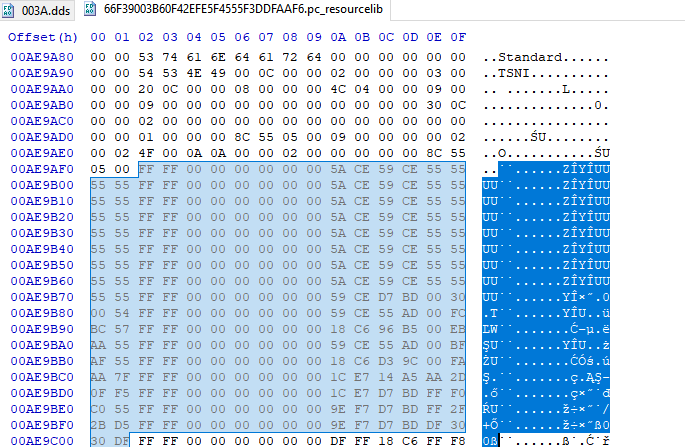 003A.dds 66F39003B60F42EFE5F4555F3DDFAAF6.pc_resourcelib
Offset(h) 00 01 02 03 04 05 06 07 08 09 0A 0B 0C 0D 0E 0F
00AE9A80 00 00 53 74 61 6E 64 61 72 64 00 00 00 00 00 00 ..Standard......
00AE9A90 00 00 54 53 4E 49 00 0C 00 00 02 00 00 00 03 00 ..TSNI..........
00AE9AA0 00 00 20 0C 00 00 08 00 00 00 4C 04 00 00 09 00 .. .......L.....
00AE9AB0 00 00 09 00 00 00 00 00 00 00 00 00 00 00 30 0C ..............0.
00AE9AC0 00 00 02 00 00 00 00 00 00 00 00 00 00 00 00 00 ................
00AE9AD0 00 00 01 00 00 00 8C 55 05 00 09 00 00 00 00 02 ......ŚU........
00AE9AE0 00 02 4F 00 0A 0A 00 00 02 00 00 00 00 00 8C 55 ..O...........ŚU
00AE9AF0 05 00 FF FF 00 00 00 00 00 00 5A CE 59 CE 55 55 ..˙˙......ZÎYÎUU
00AE9B00 55 55 FF FF 00 00 00 00 00 00 5A CE 59 CE 55 55 UU˙˙......ZÎYÎUU
00AE9B10 55 55 FF FF 00 00 00 00 00 00 5A CE 59 CE 55 55 UU˙˙......ZÎYÎUU
00AE9B20 55 55 FF FF 00 00 00 00 00 00 5A CE 59 CE 55 55 UU˙˙......ZÎYÎUU
00AE9B30 55 55 FF FF 00 00 00 00 00 00 5A CE 59 CE 55 55 UU˙˙......ZÎYÎUU
00AE9B40 55 55 FF FF 00 00 00 00 00 00 5A CE 59 CE 55 55 UU˙˙......ZÎYÎUU
00AE9B50 55 55 FF FF 00 00 00 00 00 00 5A CE 59 CE 55 55 UU˙˙......ZÎYÎUU
00AE9B60 55 55 FF FF 00 00 00 00 00 00 5A CE 59 CE 55 55 UU˙˙......ZÎYÎUU
00AE9B70 55 55 FF FF 00 00 00 00 00 00 59 CE D7 BD 00 30 UU˙˙......YÎ×˝.0
00AE9B80 00 54 FF FF 00 00 00 00 00 00 59 CE 55 AD 00 FC .T˙˙......YÎU..ü
00AE9B90 BC 57 FF FF 00 00 00 00 00 00 18 C6 96 B5 00 EB ĽW˙˙.......Ć–µ.ë
00AE9BA0 AA 55 FF FF 00 00 00 00 00 00 59 CE 55 AD 00 BF ŞU˙˙......YÎU..ż
00AE9BB0 AF 55 FF FF 00 00 00 00 00 00 18 C6 D3 9C 00 FA ŻU˙˙.......ĆÓś.ú
00AE9BC0 AA 7F FF FF 00 00 00 00 00 00 1C E7 14 A5 AA 2D Ş.˙˙.......ç.ĄŞ-
00AE9BD0 0F F5 FF FF 00 00 00 00 00 00 1C E7 D7 BD FF F0 .ő˙˙.......ç×˝˙đ
00AE9BE0 C0 55 FF FF 00 00 00 00 00 00 9E F7 D7 BD FF 2F ŔU˙˙......ž÷×˝˙/
00AE9BF0 2B D5 FF FF 00 00 00 00 00 00 9E F7 D7 BD DF 30 +Ő˙˙......ž÷×˝ß0
00AE9C00 30 DF FF FF 00 00 00 00 00 00 DF FF 18 C6 FF F8 0ß˙˙......ß˙.Ć˙ř